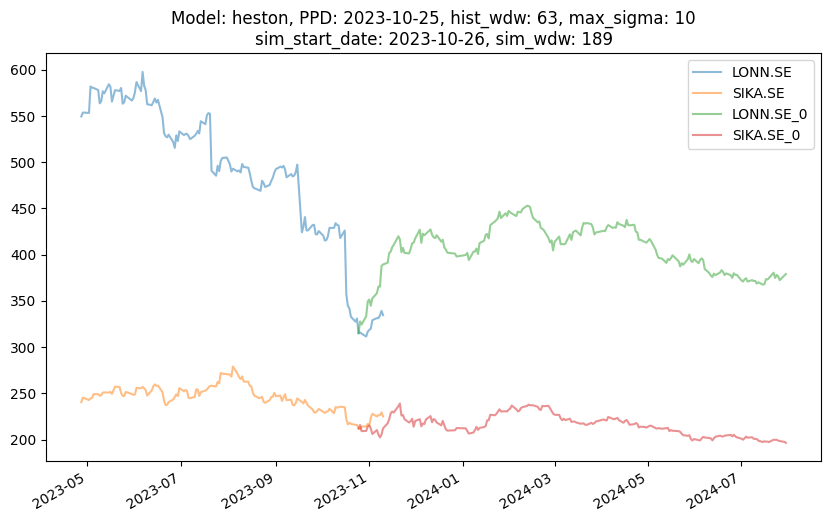 Model: heston, PPD: 2023-10-25, hist_wdw: 63, max_sigma: 10
sim_start_date: 2023-10-26, sim_wdw: 189
LONN.SE
SIKA.SE
LONN.SE_0
SIKA.SE_0
600
550
500
450
400
350
300
250
200
2023-05
2023-07
2023-09
2023-11
2024-01
2024-03
2024-05
2024-07